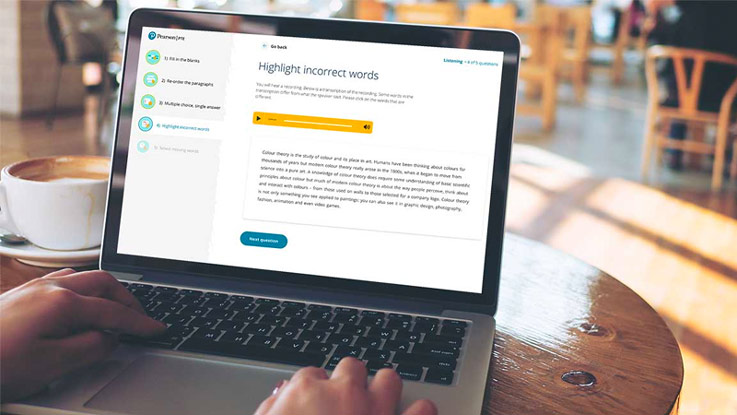 Pearson | PTE
Go back
Listening • 4 of 5 questions
1) Fill in the blanks
2) Re-order the paragraphs
3) Multiple choice, single answer
4) Highlight incorrect words
5) Select missing words
Highlight incorrect words
You will hear a recording. Below is a transcription of the recording. Some words in the
transcription differ from what the speaker said. Please click on the words that are
different.
Colour theory is the study of colour and its place in art. Humans have been thinking about colours for
thousands of years but modern colour theory really arose in the 1800s, when it began to move from
science into a pure art. A knowledge of colour theory does require some understanding of base scientific
principles about colour but much of modern colour theory is about the way people perceive, think about
and interact with colours - from those used on walls to those selected for a company logo. Colour theory
is not only something you see applied to paintings; you can also see it in graphic design, photography,
fashion, animation and even video games.
Next question